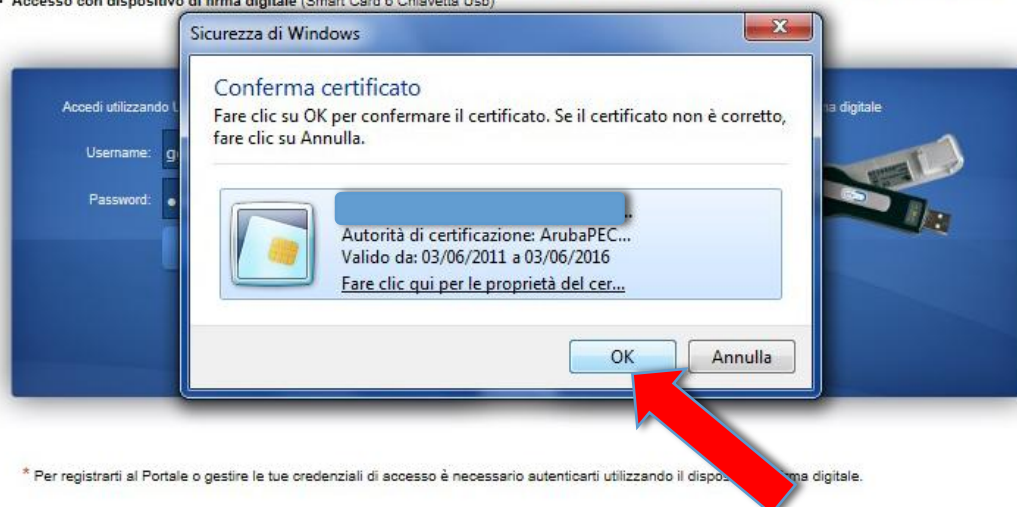 Accesso con dispositivo di firma digitale (Smart Card o Chiavetta Usb)
Sicurezza di Windows
Conferma certificato
Fare clic su OK per confermare il certificato. Se il certificato non è corretto,
fare clic su Annulla.
Accedi utilizzando
digitale
Username:
Password:
Autorità di certificazione: ArubaPEC...
Valido da: 03/06/2011 a 03/06/2016
Fare clic qui per le proprietà del cer...
OK
Annulla
* Per registrarti al Portale o gestire le tue credenziali di accesso è necessario autenticarti utilizzando il digitale.